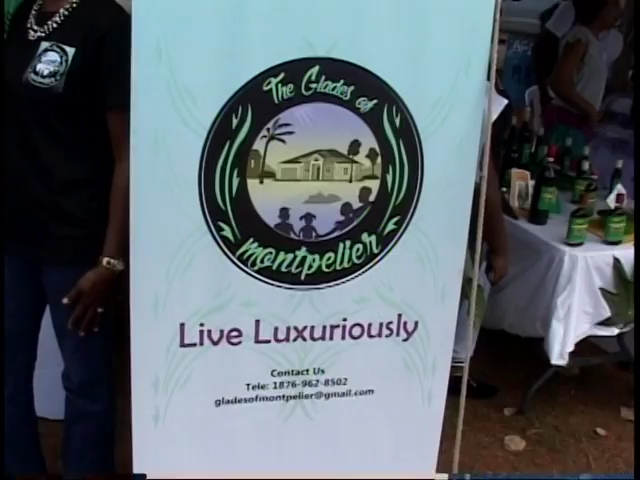 The Glades of
montpelier
Live Luxuriously
Contact Us
Tele: 1876-962-8502
gladesofmontpelier@gmail.com